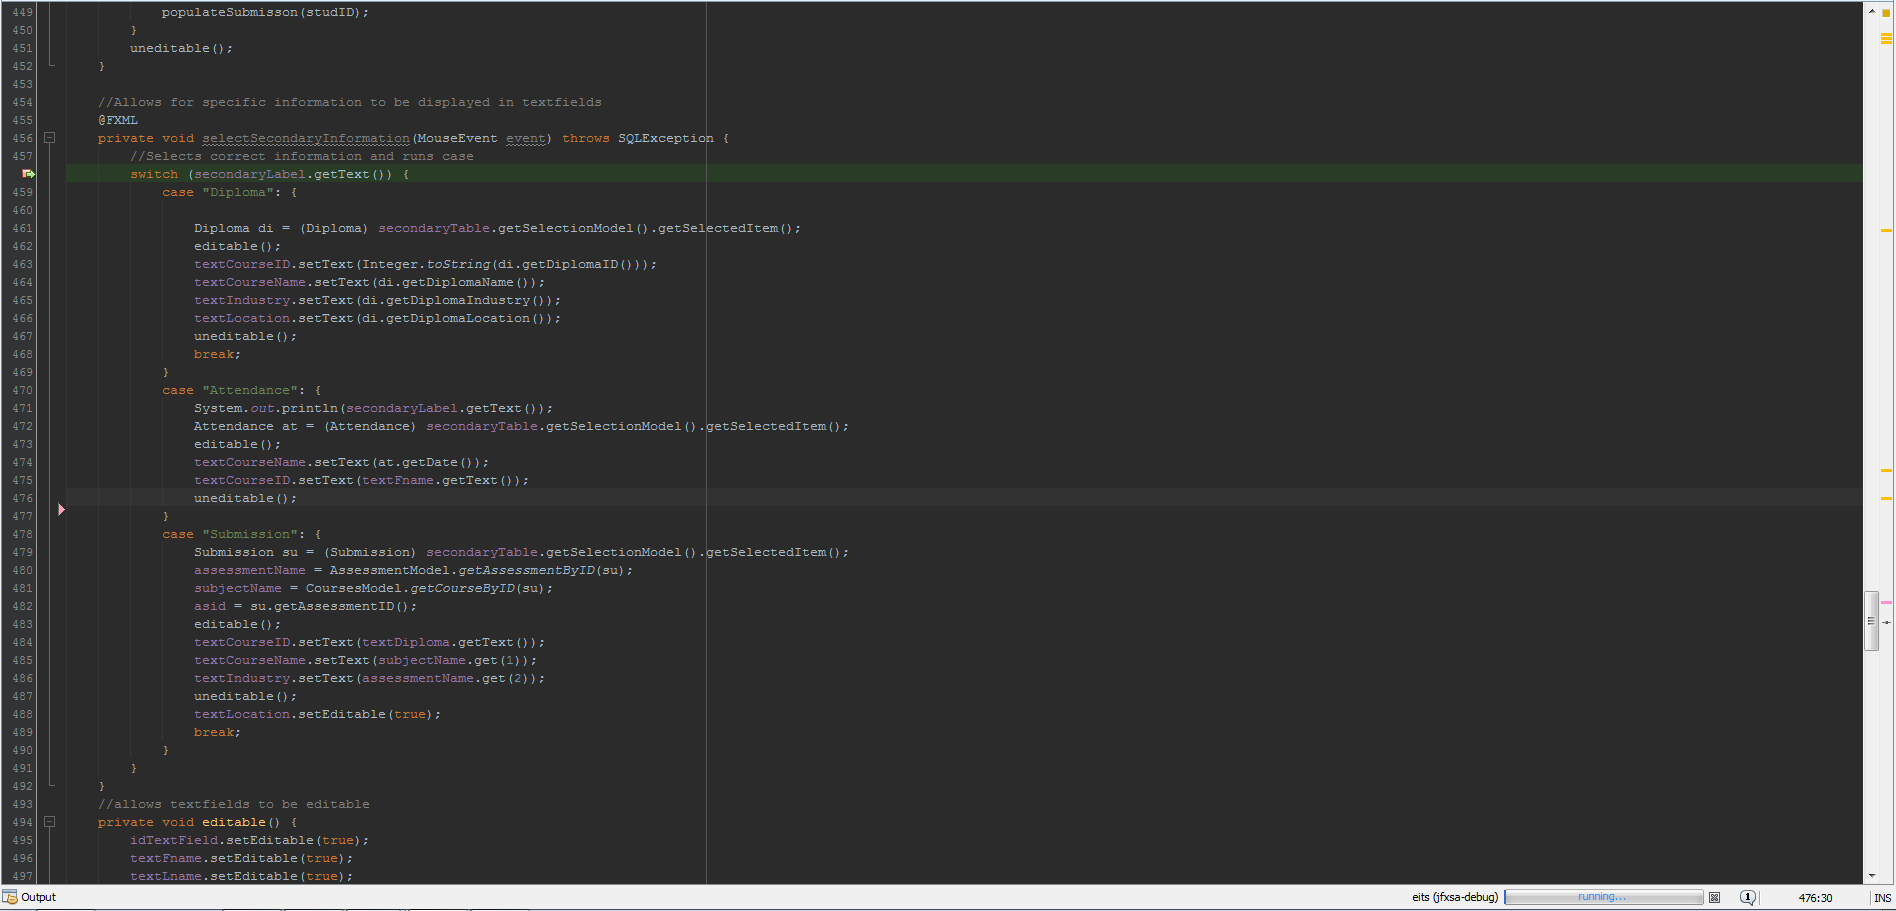 449 populateSubmisson(studID);
450 }
451 uneditable();
452 }
453
454 //Allows for specific information to be displayed in textfields
455 @FXML
456 private void selectSecondaryInformation(MouseEvent event) throws SQLException {
457 //Selects correct information and runs case
switch (secondaryLabel.getText()) {
459 case "Diploma": {
460
461 Diploma di = (Diploma) secondaryTable.getSelectionModel().getSelectedItem();
462 editable();
463 textCourseID.setText(Integer.toString(di.getDiplomaID()));
464 textCourseName.setText(di.getDiplomaName());
465 textIndustry.setText(di.getDiplomaIndustry());
466 textLocation.setText(di.getDiplomaLocation());
467 uneditable();
468 break;
469 }
470 case "Attendance": {
471 System.out.println(secondaryLabel.getText());
472 Attendance at = (Attendance) secondaryTable.getSelectionModel().getSelectedItem();
473 editable();
474 textCourseName.setText(at.getDate());
475 textCourseID.setText(textFname.getText());
476 uneditable();
477 }
478 case "Submission": {
479 Submission su = (Submission) secondaryTable.getSelectionModel().getSelectedItem();
480 assessmentName = AssessmentModel.getAssessmentByID(su);
481 subjectName = CoursesModel.getCourseByID(su);
482 asid = su.getAssessmentID();
483 editable();
484 textCourseID.setText(textDiploma.getText());
485 textCourseName.setText(subjectName.get(1));
486 textIndustry.setText(assessmentName.get(2));
487 uneditable();
488 textLocation.setEditable(true);
489 break;
490 }
491 }
492 }
493 //allows textfields to be editable
494 private void editable() {
495 idTextField.setEditable(true);
496 textFname.setEditable(true);
497 textLname.setEditable(true);
Output eits (jfxsa-debug) running... 1 476:30 INS